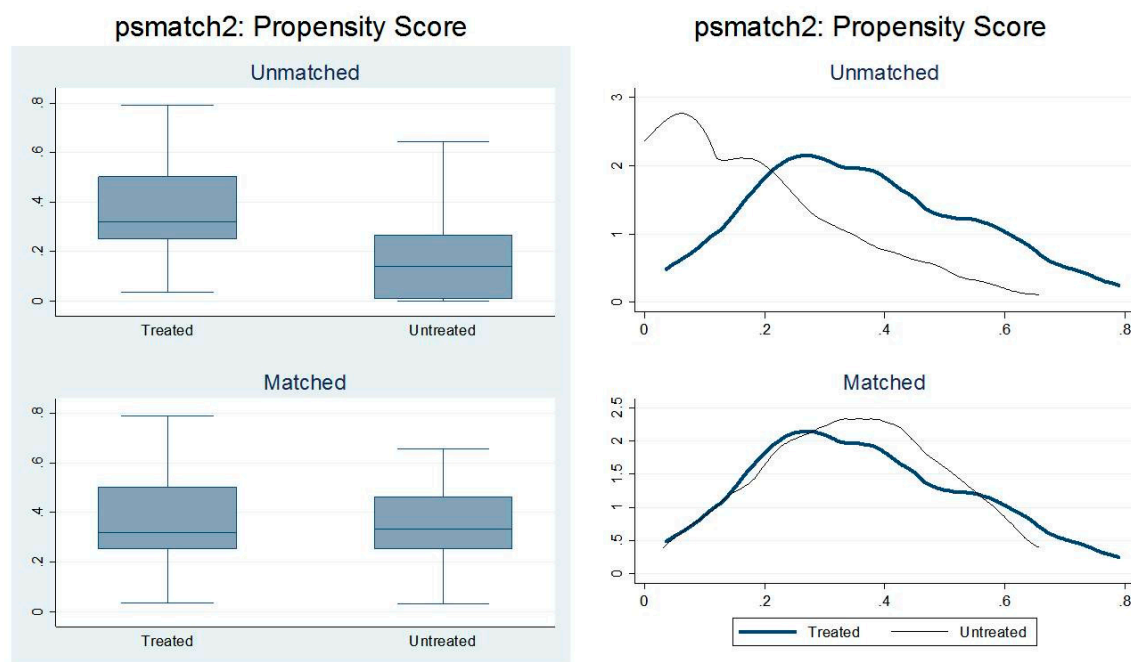 psmatch2: Propensity Score
Unmatched
.8
.6
.4
.2
0
Treated Untreated
Matched
.8
.6
.4
.2
0
Treated Untreated
psmatch2: Propensity Score
Unmatched
3
2
1
0
0 .2 .4 .6 .8
Matched
2.5
2
1.5
1
.5
0
0 .2 .4 .6 .8
Treated Untreated